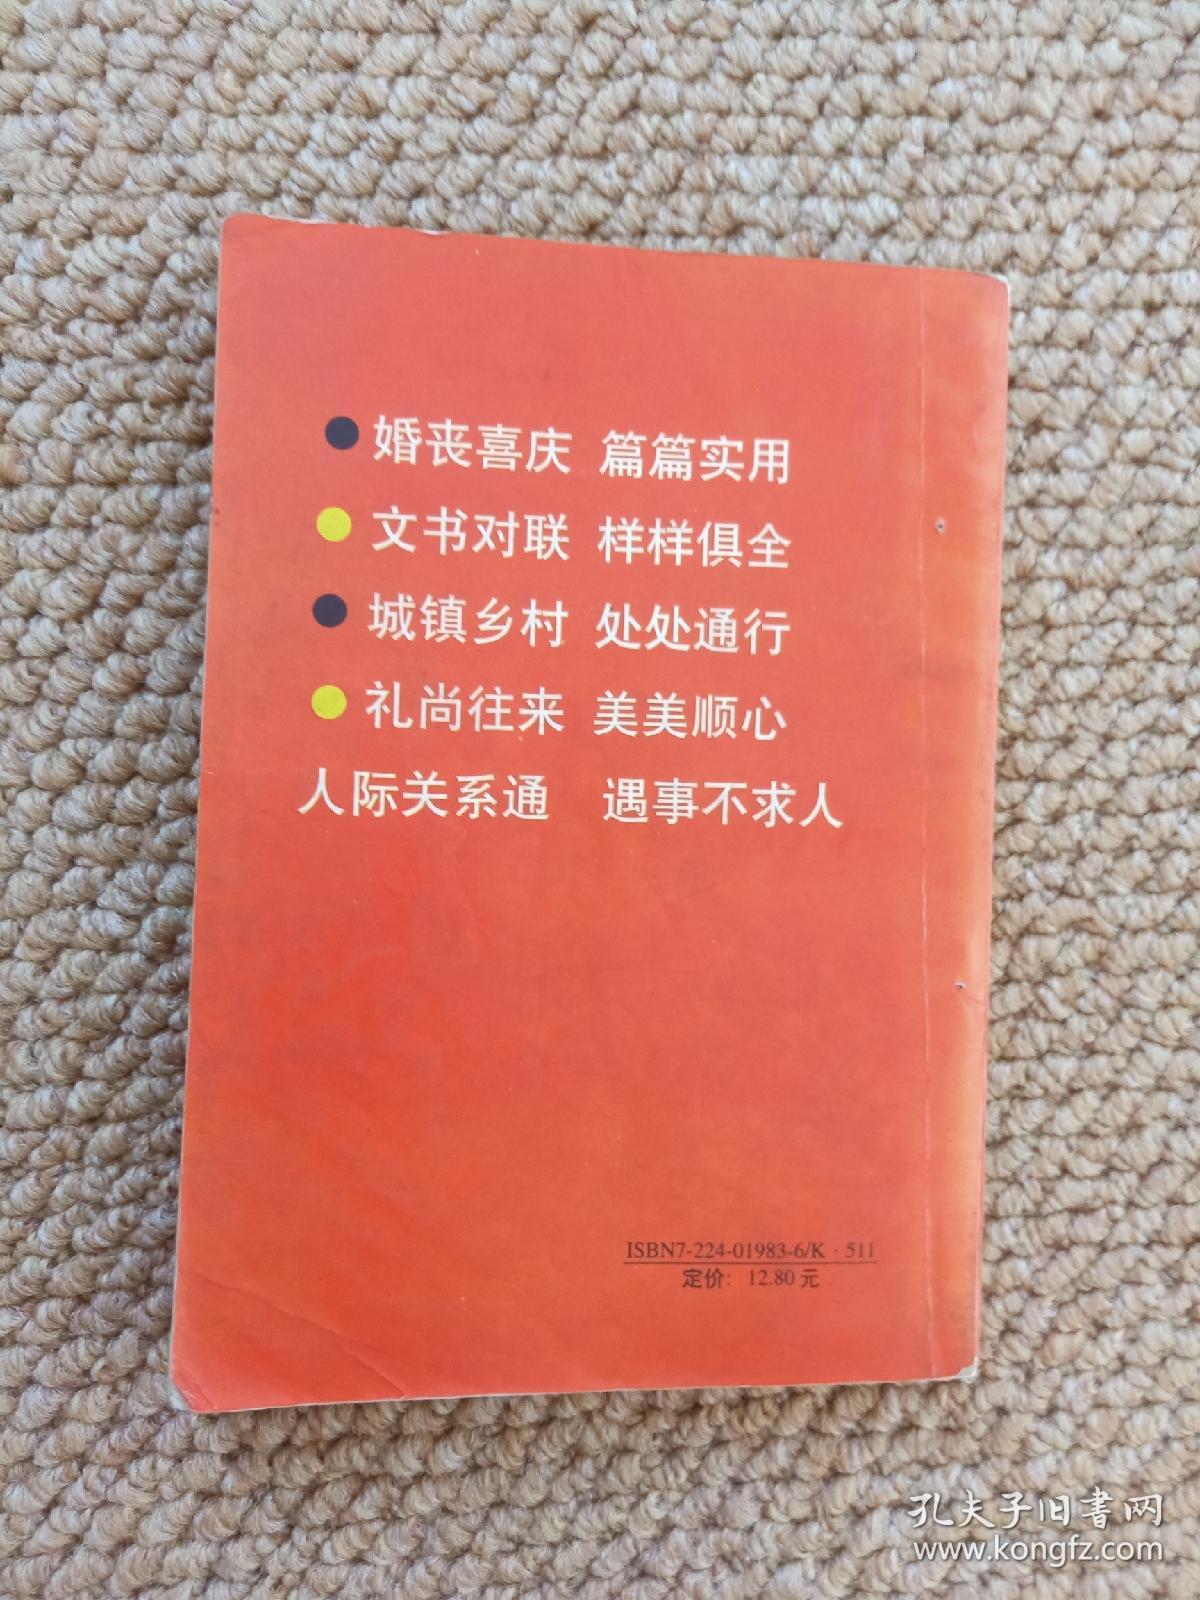 婚丧喜庆 篇篇实用
文书对联 样样俱全
城镇乡村 处处通行
礼尚往来 美美顺心
人际关系通 遇事不求人
ISBN7-224-01983-6/K·511
定价: 12.80元
孔夫子旧書网
www.kongfz.com